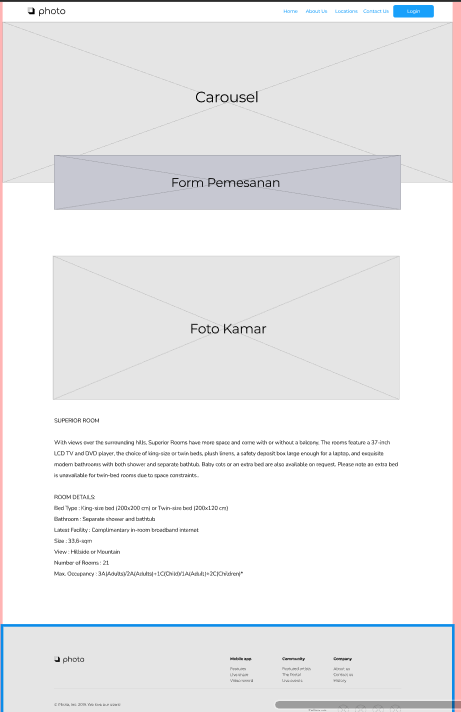 photo
Home About Us Locations Contact Us Login
Carousel
Form Pemesanan
Foto Kamar
SUPERIOR ROOM
With views over the surrounding hills, Superior Rooms have more space and come with or without a balcony. The rooms feature a 37-inch
LCD TV and DVD player, the choice of king-size or twin beds, plush linens, a safety deposit box large enough for a laptop, and exquisite
modern bathrooms with both shower and separate bathtub. Baby cots or an extra bed are also available on request. Please note an extra bed
is unavailable for twin-bed rooms due to space constraints..
ROOM DETAILS:
Bed Type : King-size bed (200x200 cm) or Twin-size bed (200x120 cm)
Bathroom : Separate shower and bathtub
Latest Facility : Complimentary in-room broadband internet
Size : 33,6-sqm
View : Hillside or Mountain
Number of Rooms : 21
Max. Occupancy : 3A(Adults)/2A(Adults)+1C(Child)/1A(Adult)+2C(Children)*
photo
Mobile app Community Company
Features Featured artists About us
Live share The Portal Contact us
Video record History
© Photo, Inc. 2019. We love our users!